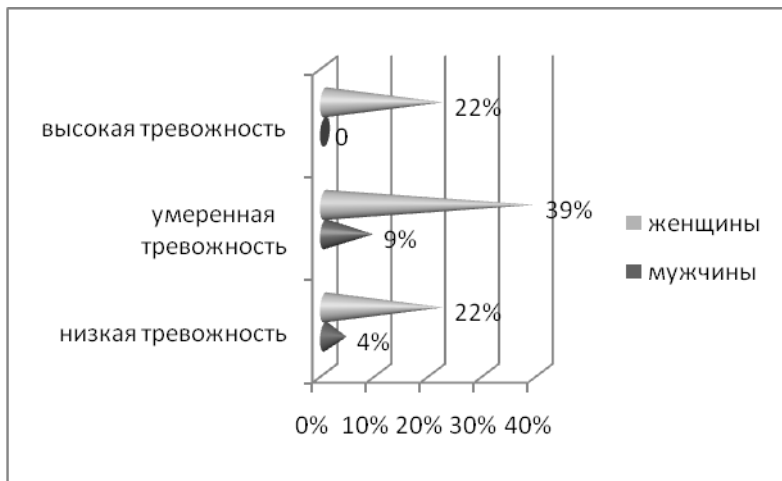 высокая тревожность
22%
0
умеренная
тревожность
39%
9%
низкая тревожность
22%
4%
0% 10% 20% 30% 40%
женщины
мужчины